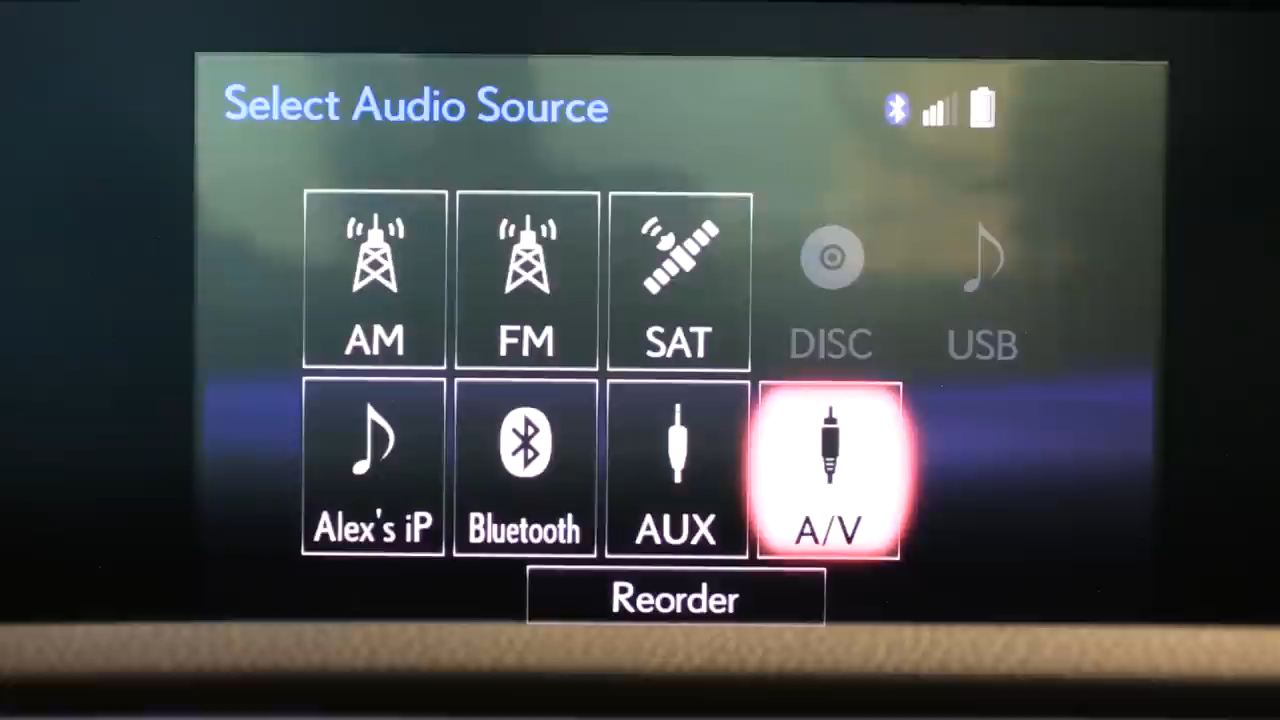 Select Audio Source
AM FM SAT DISC USB
Alex's iP Bluetooth AUX A/V
Reorder